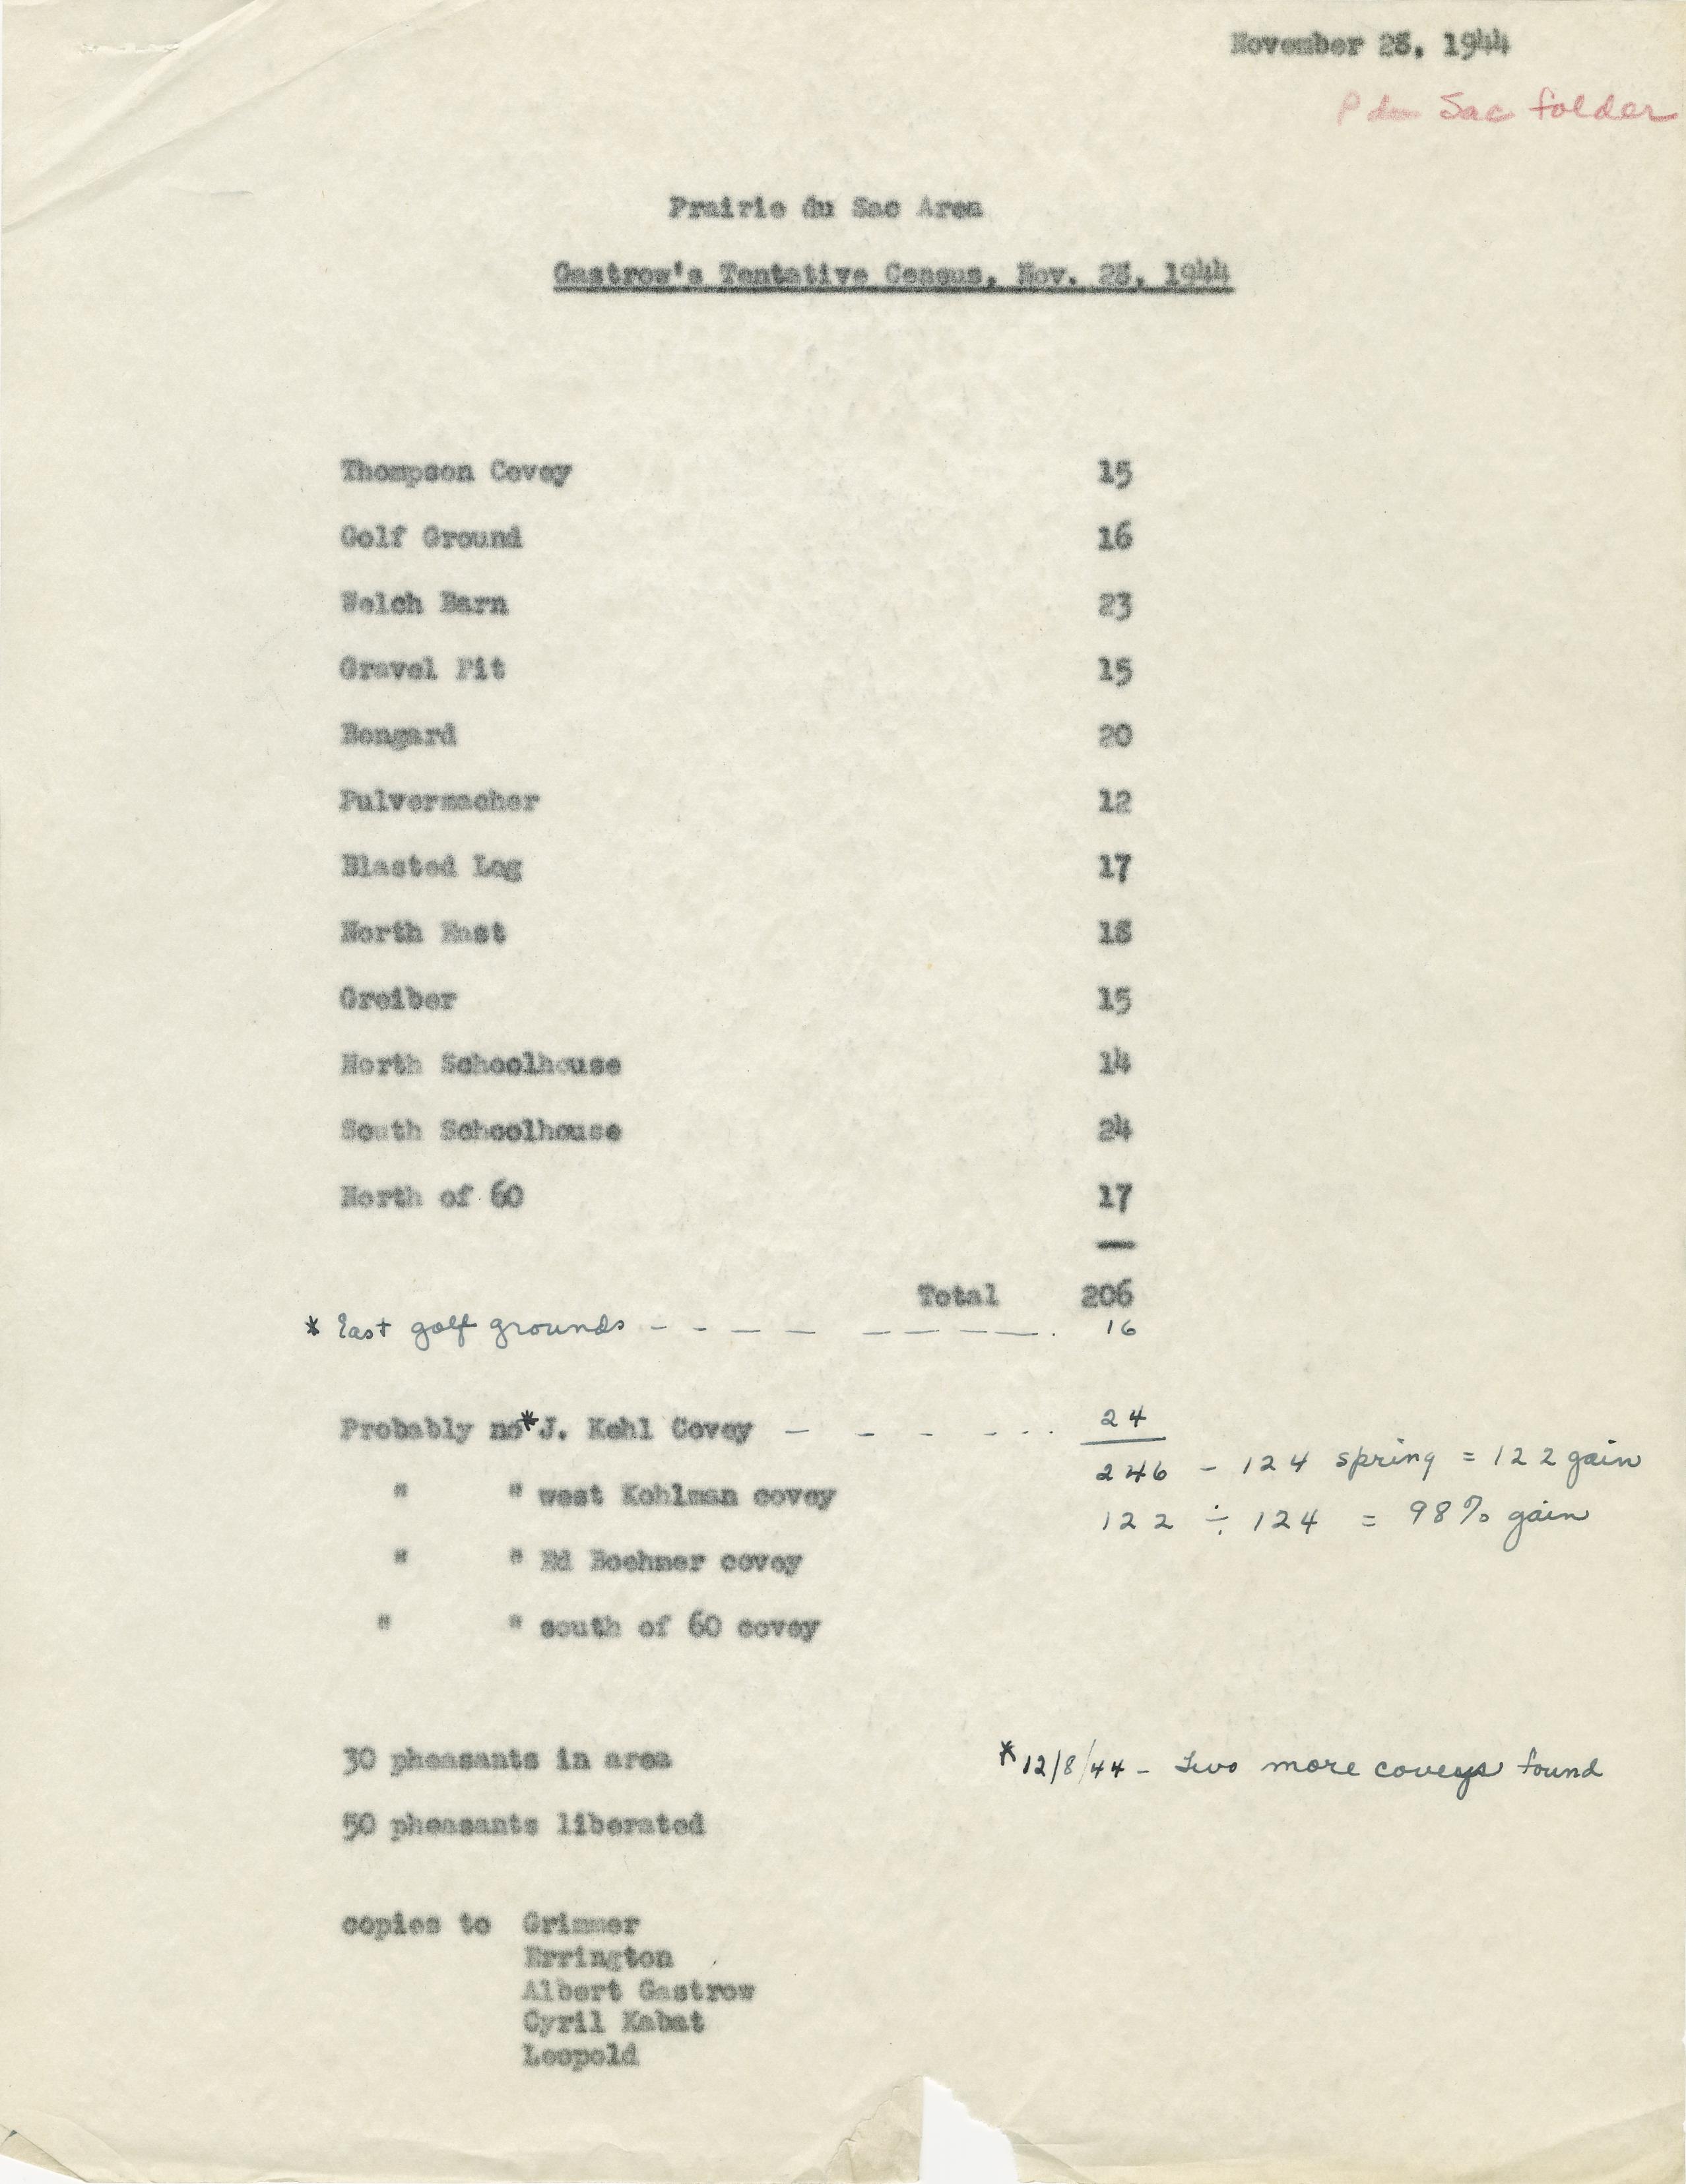 November 28, 1944
P du Sac folder
Prairie du Sac Area
Gastrow's Tentative Census, Nov. 28, 1944
Thompson Covey 15
Golf Ground 16
Welch Barn 23
Gravel Pit 15
Bongard 20
Pulvermacher 12
Blasted Log 17
North East 18
Greiber 15
North Schoolhouse 14
South Schoolhouse 24
North of 60 17
Total 206
* East golf grounds - - - - - - - -. 16
Probably no * J. Kehl Covey - - - - - . . . 24
246 - 124 spring = 122 gain
" " west Kohlman covey
122 ÷ 124 = 98% gain
" " Ed Boehmer covey
" " south of 60 covey
30 pheasants in area
* 12/8/44 - two more coveys found
50 pheasants liberated
copies to Grimmer
Errington
Albert Gastrow
Cyril Kabat
Leopold